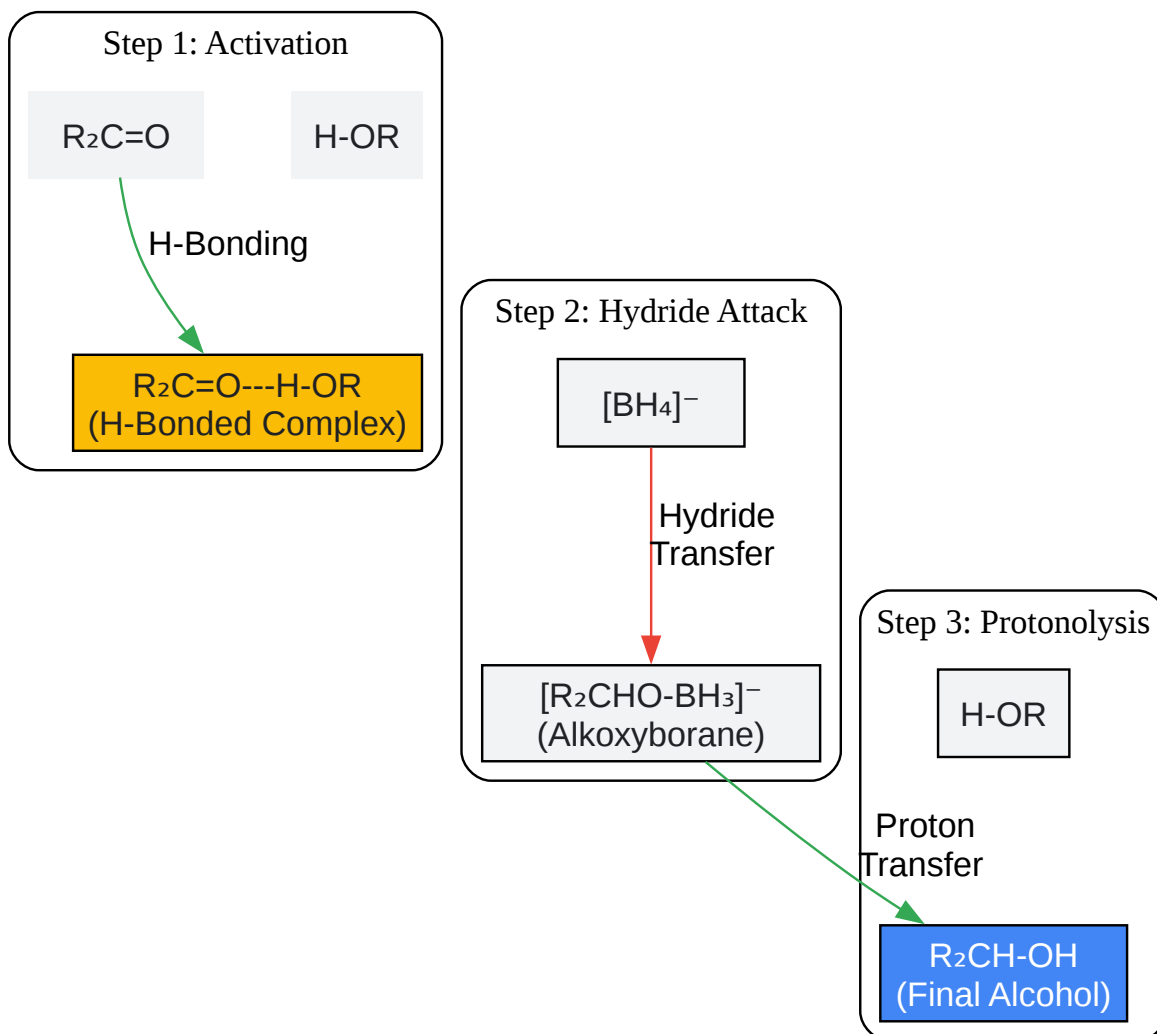 Step 1: Activation
R₂C=O
H-OR
H-Bonding
R₂C=O---H-OR
(H-Bonded Complex)
Step 2: Hydride Attack
[BH₄]⁻
Hydride
Transfer
[R₂CHO-BH₃]⁻
(Alkoxyborane)
Step 3: Protonolysis
H-OR
Proton
Transfer
R₂CH-OH
(Final Alcohol)